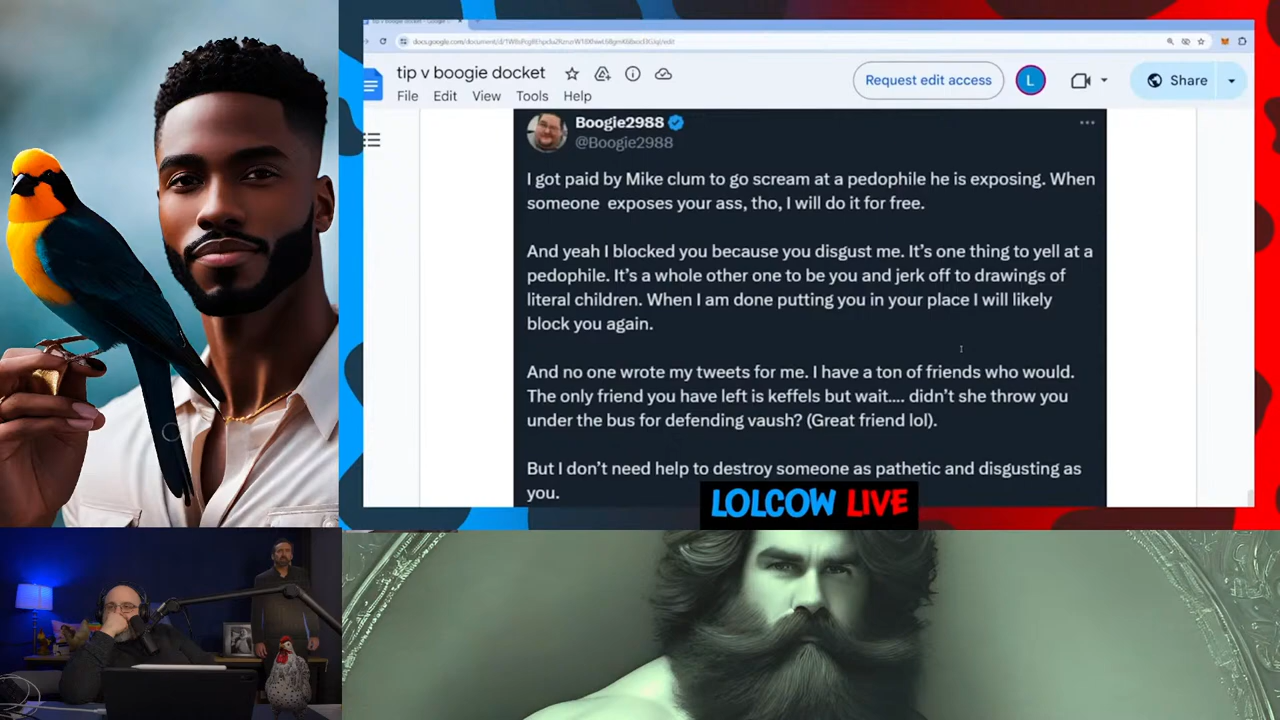 tip v boogie docket
File Edit View Tools Help
Request edit access
L
Share
Boogie2988
@Boogie2988
I got paid by Mike clum to go scream at a pedophile he is exposing. When
someone exposes your ass, tho, I will do it for free.
And yeah I blocked you because you disgust me. It's one thing to yell at a
pedophile. It's a whole other one to be you and jerk off to drawings of
literal children. When I am done putting you in your place I will likely
block you again.
And no one wrote my tweets for me. I have a ton of friends who would.
The only friend you have left is keffels but wait.... didn't she throw you
under the bus for defending vaush? (Great friend lol).
But I don't need help to destroy someone as pathetic and disgusting as
you.
LOLCOW LIVE